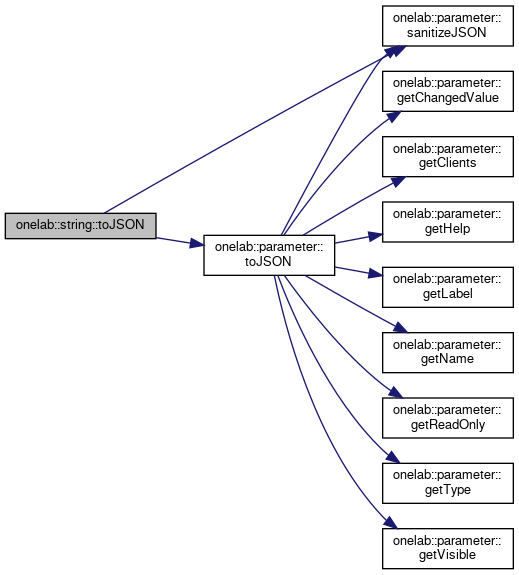 onelab::string::toJSON
onelab::parameter::
toJSON
onelab::parameter::
sanitizeJSON
onelab::parameter::
getChangedValue
onelab::parameter::
getClients
onelab::parameter::
getHelp
onelab::parameter::
getLabel
onelab::parameter::
getName
onelab::parameter::
getReadOnly
onelab::parameter::
getType
onelab::parameter::
getVisible